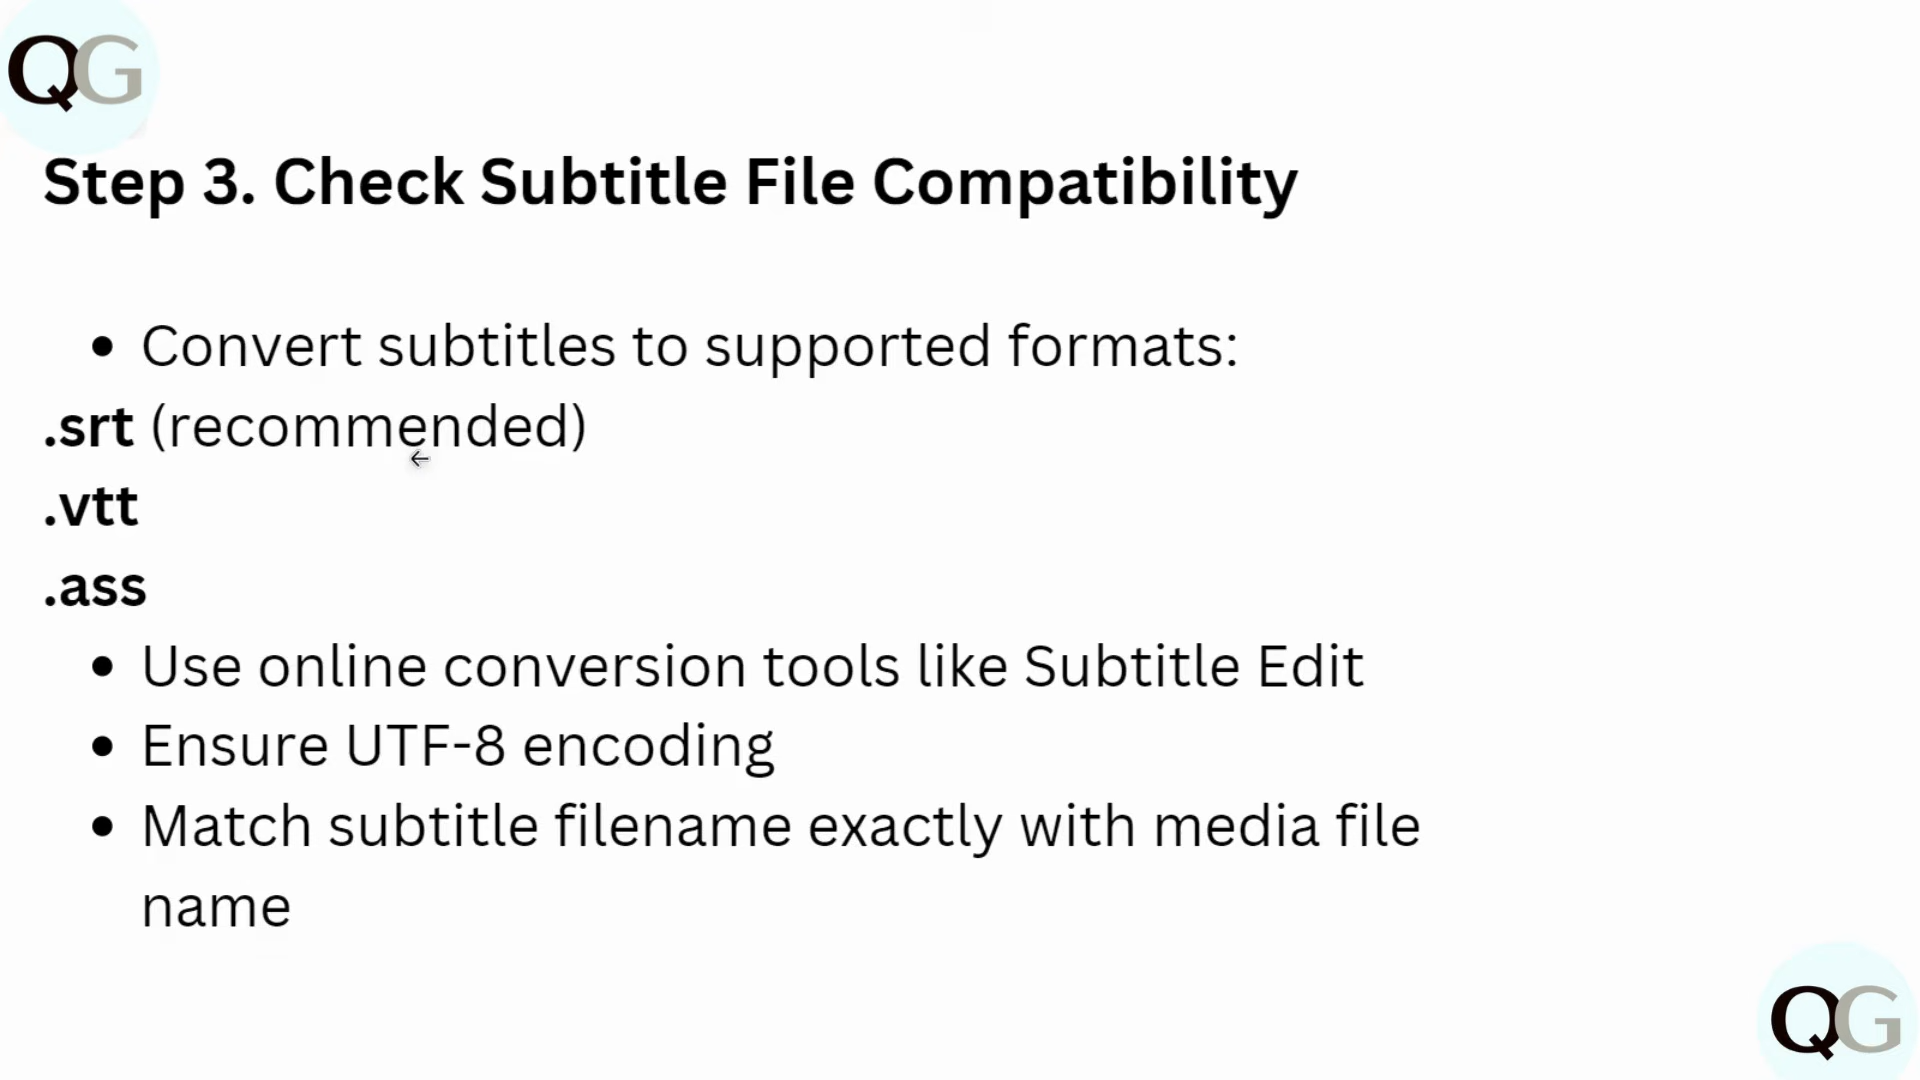 QG
Step 3. Check Subtitle File Compatibility
• Convert subtitles to supported formats:
.srt (recommended)
.vtt
.ass
• Use online conversion tools like Subtitle Edit
• Ensure UTF-8 encoding
• Match subtitle filename exactly with media file
name
QG